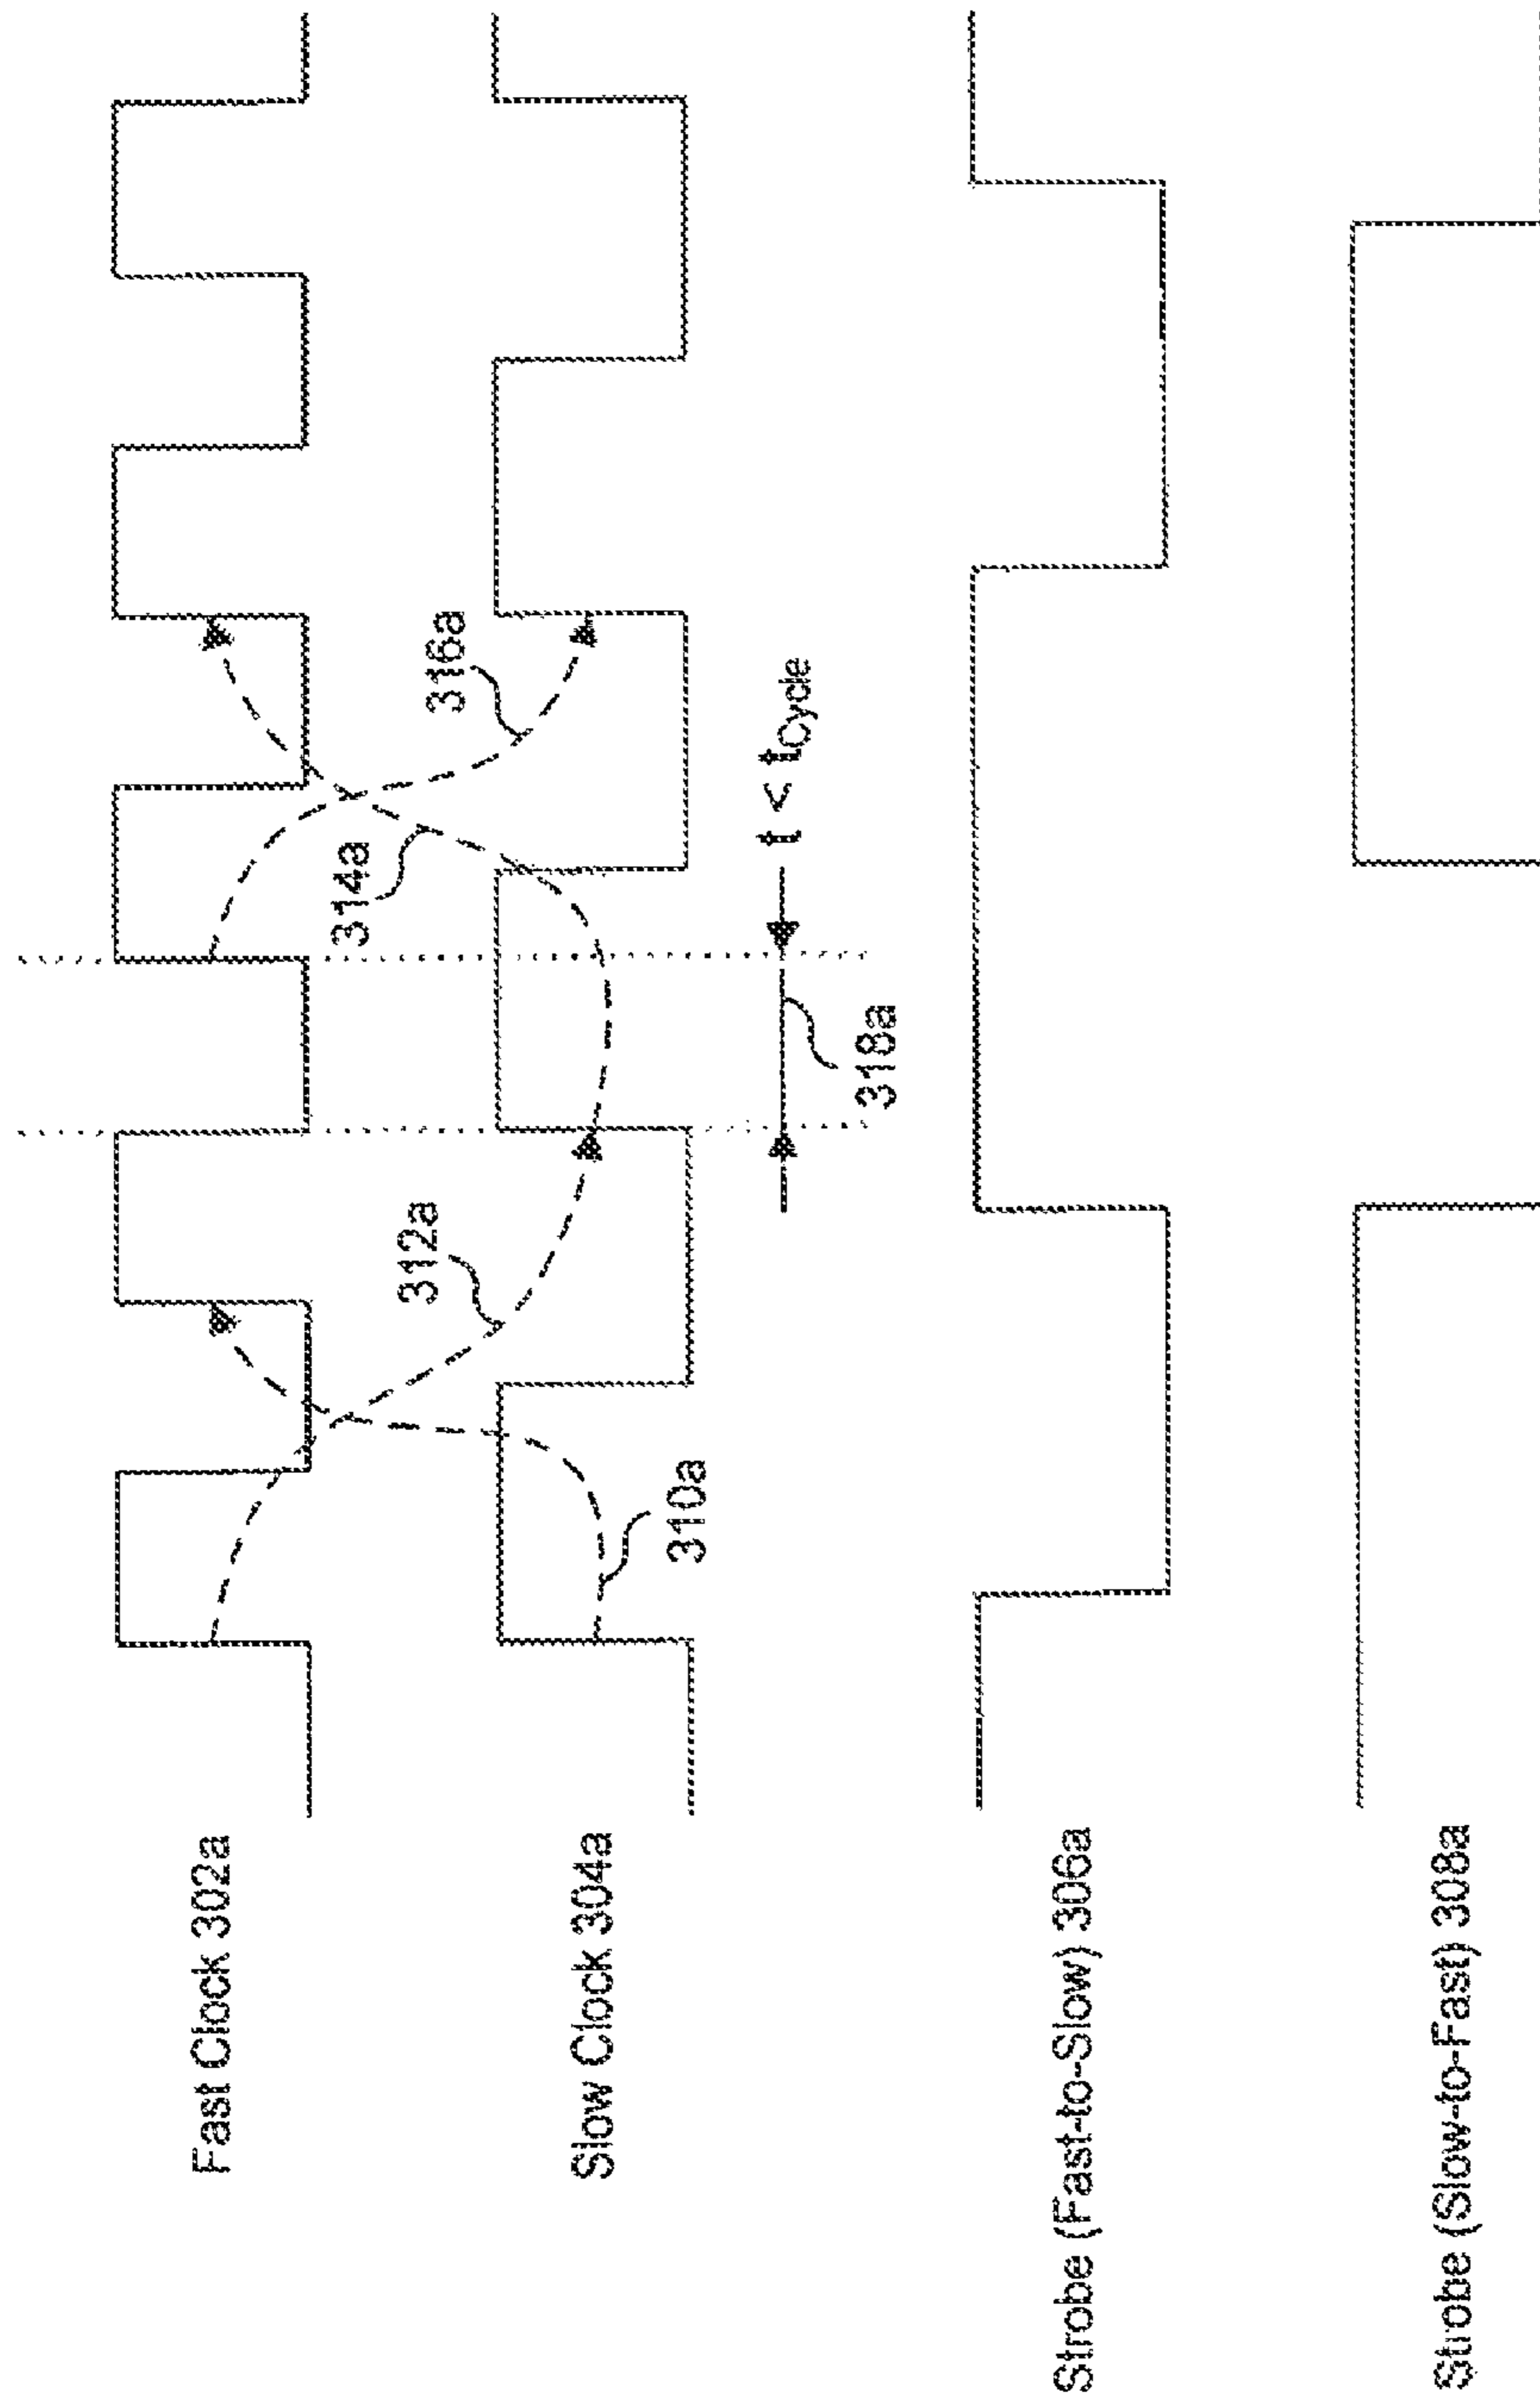 Fast Clock 302a
Slow Clock 304a
Strobe (Fast-to-Slow) 306a
Strobe (Slow-to-Fast) 308a
310a
312a
314a
316a
318a
t < tCycle